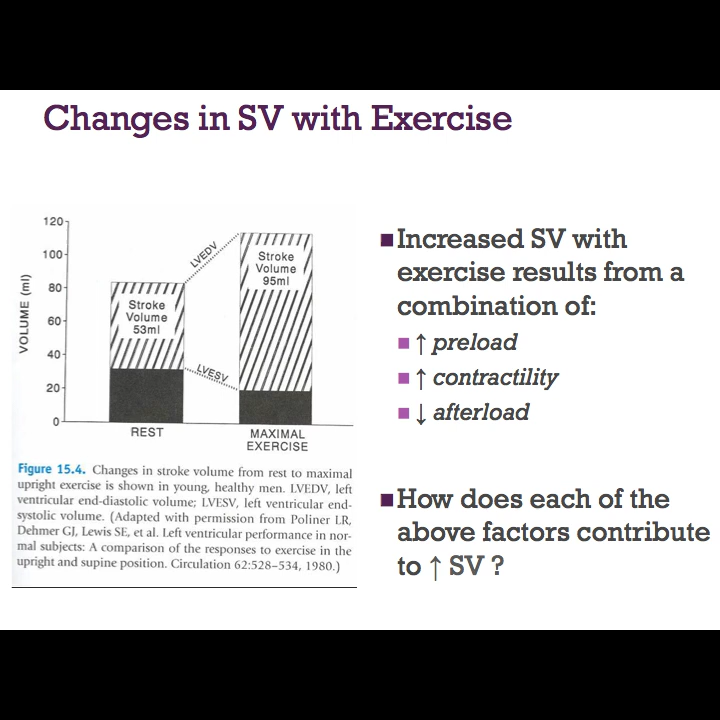 Changes in SV with Exercise
120
100
80
60
40
20
0
VOLUME (ml)
LVEDV
LVESV
Stroke
Volume
53ml
Stroke
Volume
95ml
REST
MAXIMAL
EXERCISE
Figure 15.4. Changes in stroke volume from rest to maximal
upright exercise is shown in young, healthy men. LVEDV, left
ventricular end-diastolic volume; LVESV, left ventricular end-
systolic volume. (Adapted with permission from Poliner LR,
Dehmer GJ, Lewis SE, et al. Left ventricular performance in nor-
mal subjects: A comparison of the responses to exercise in the
upright and supine position. Circulation 62:528–534, 1980.)
Increased SV with
exercise results from a
combination of:
↑ preload
↑ contractility
↓ afterload
How does each of the
above factors contribute
to ↑ SV ?